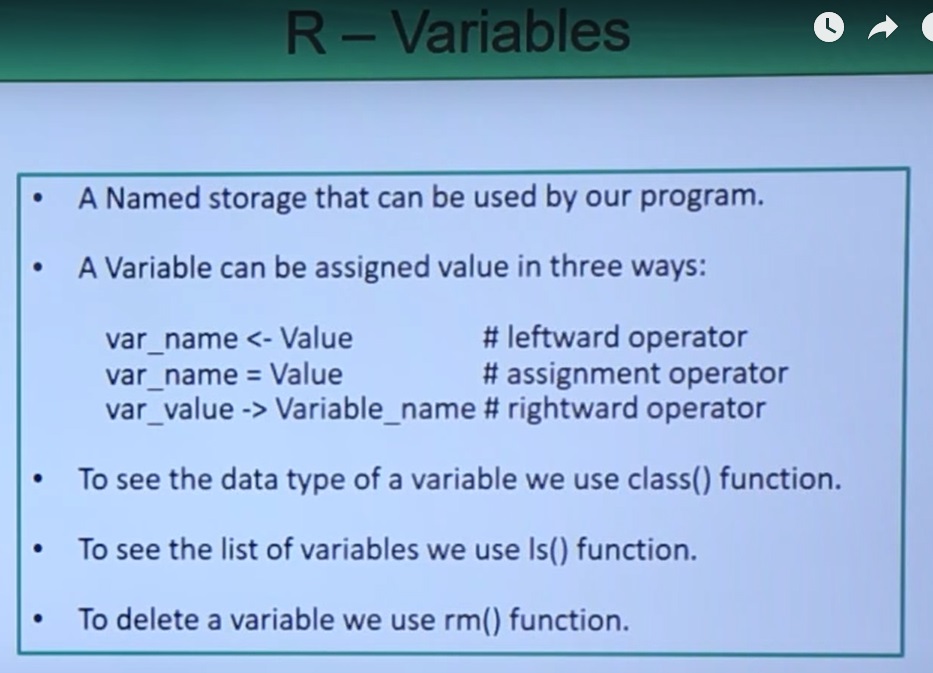 R – Variables
• A Named storage that can be used by our program.
• A Variable can be assigned value in three ways:
var_name <- Value # leftward operator
var_name = Value # assignment operator
var_value -> Variable_name # rightward operator
• To see the data type of a variable we use class() function.
• To see the list of variables we use ls() function.
• To delete a variable we use rm() function.